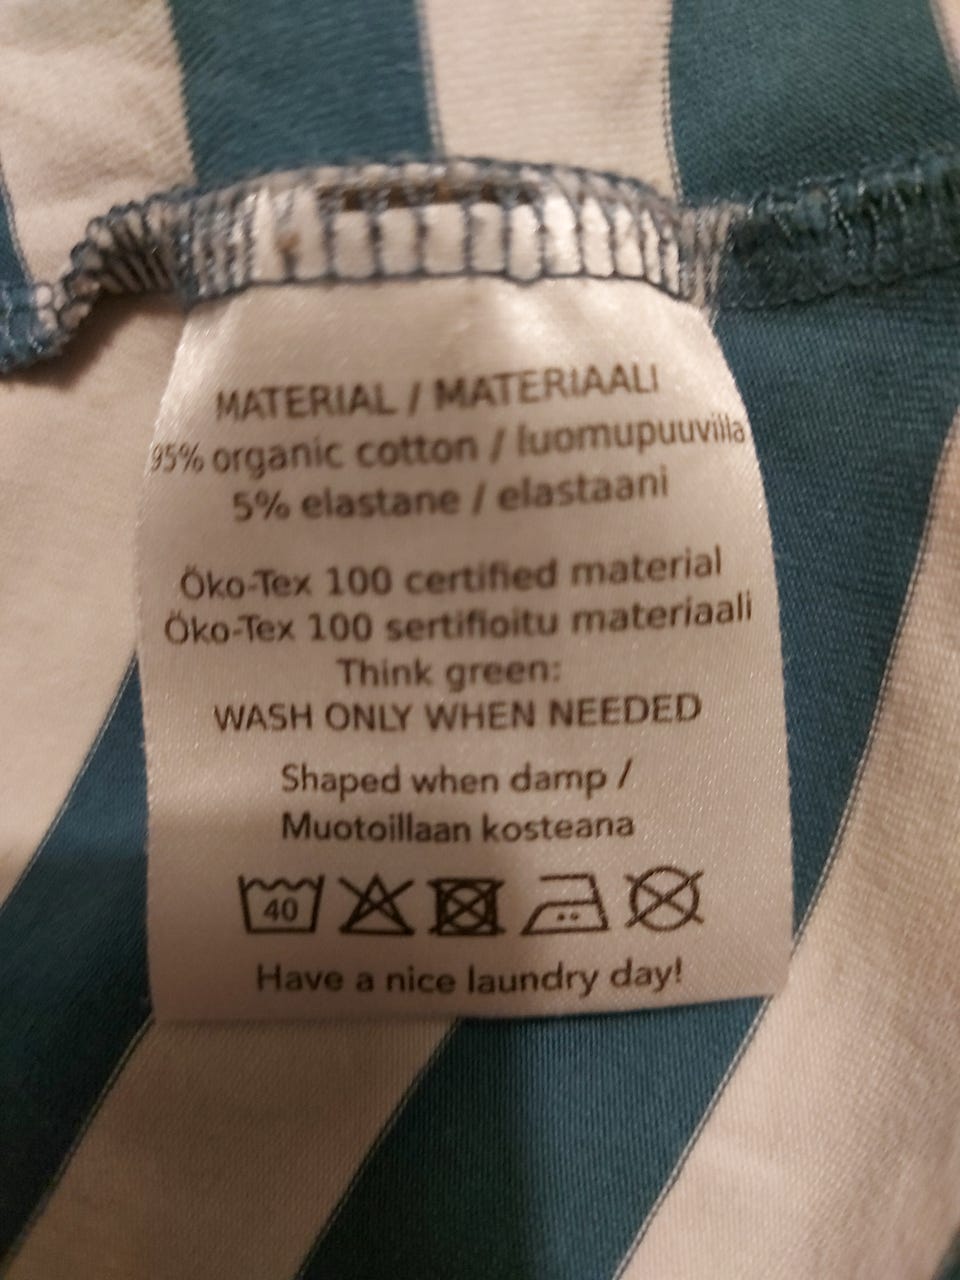 MATERIAL / MATERIAALI
95% organic cotton / luomupuuvilla
5% elastane / elastaani
Öko-Tex 100 certified material
Öko-Tex 100 sertifioitu materiaali
Think green:
WASH ONLY WHEN NEEDED
Shaped when damp /
Muotoillaan kosteana
40
Have a nice laundry day!